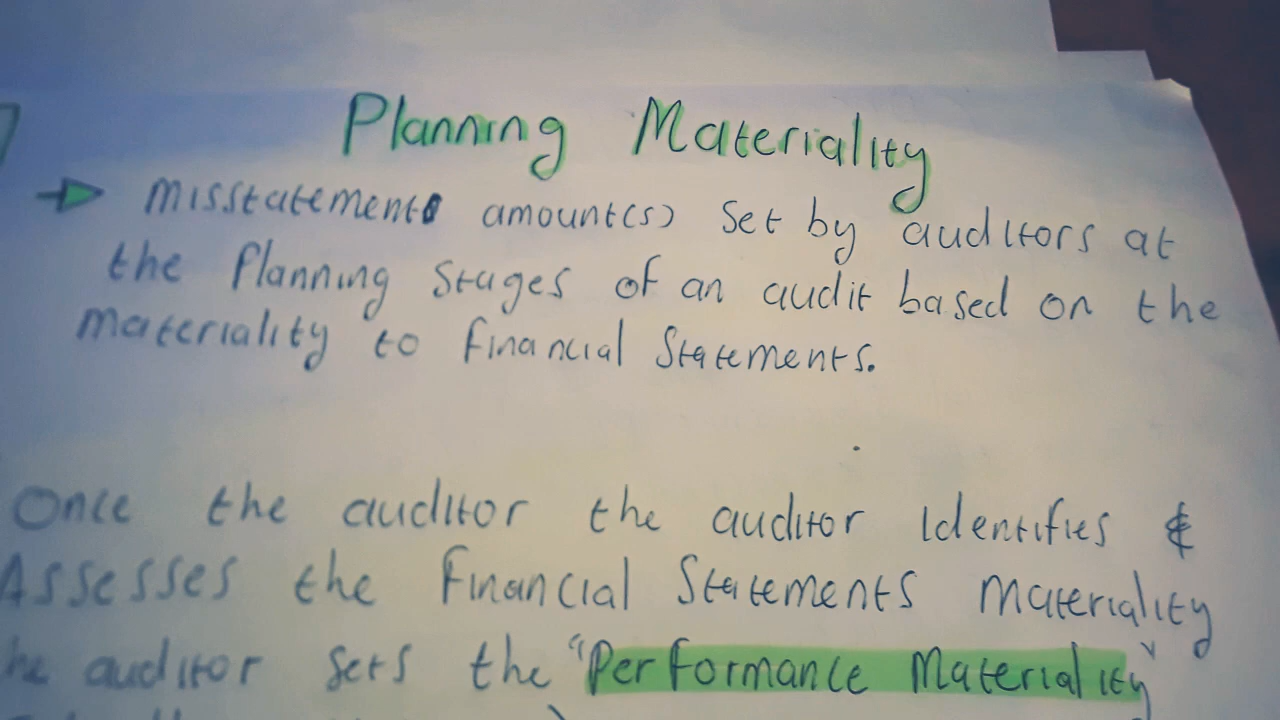 Planning Materiality
misstatement amount(s) set by auditors at
the Planning Stages of an audit based on the
materiality to financial Statements.
Once the auditor the auditor identifies &
Assesses the financial Statements materiality
he auditor sets the "Performance Materiality"